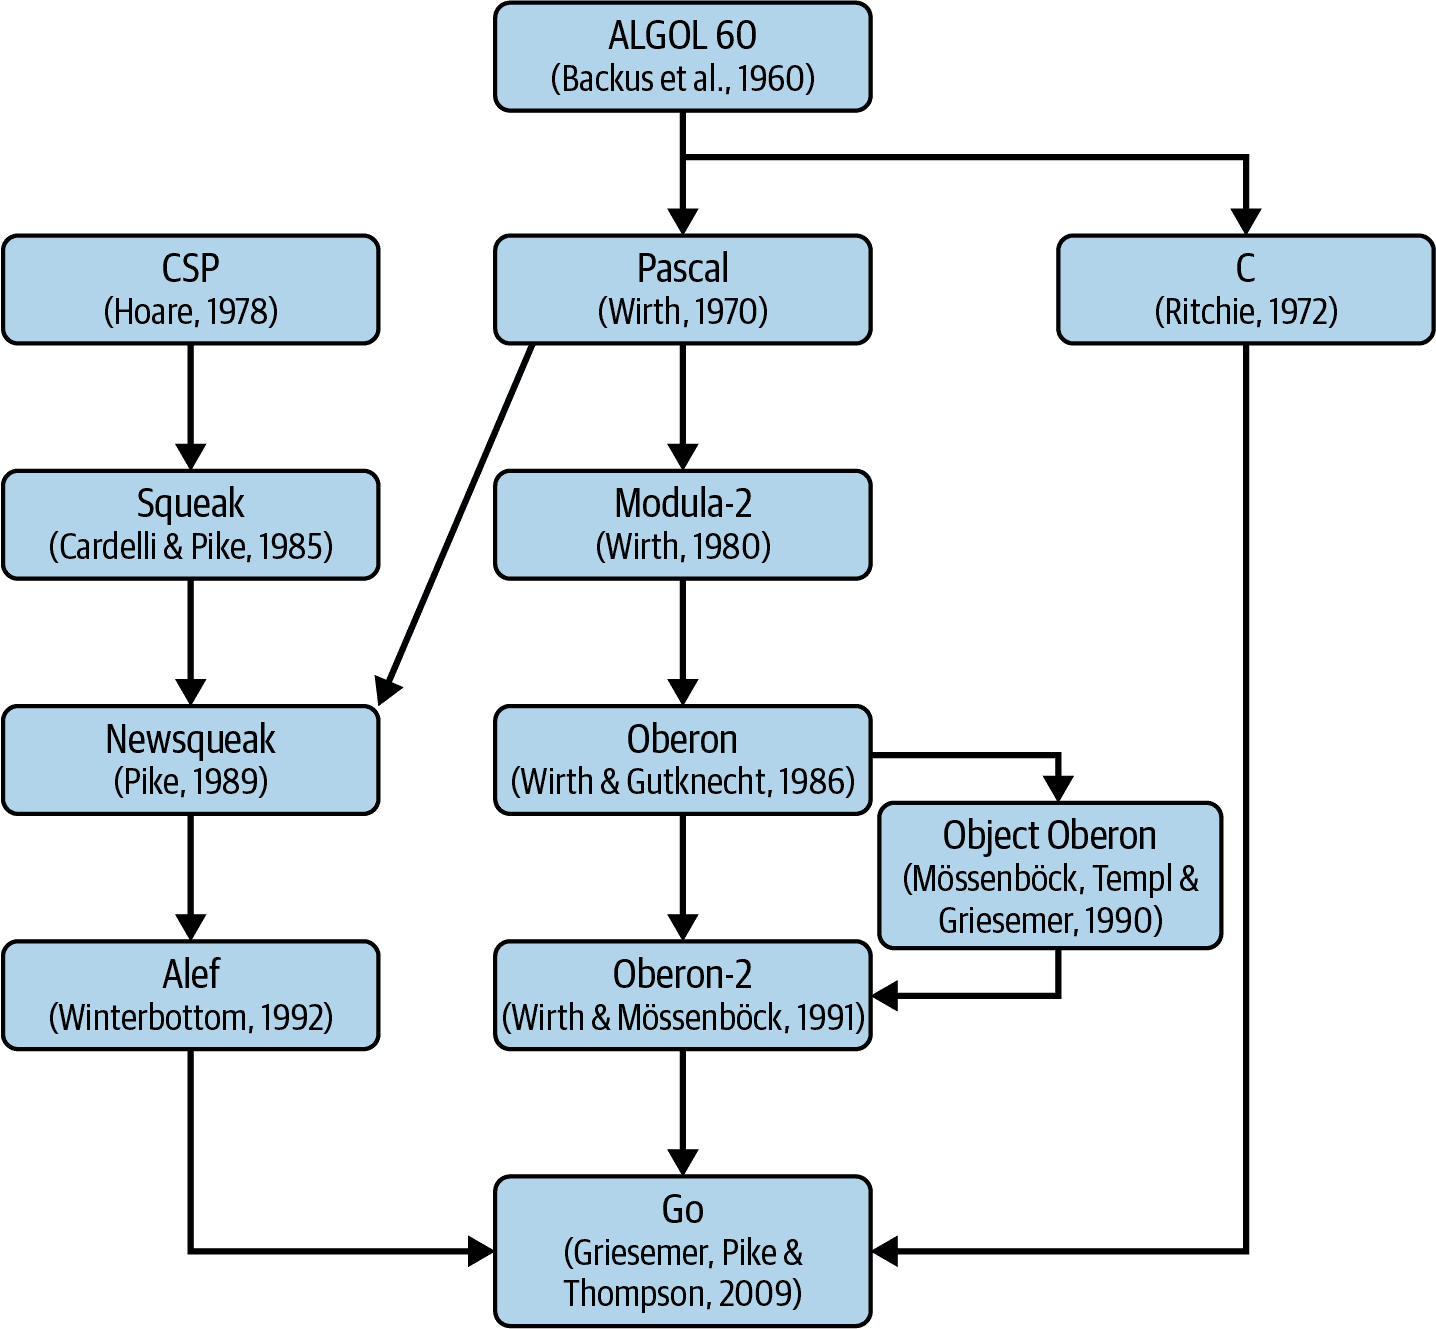 ALGOL 60
(Backus et al., 1960)
CSP
(Hoare, 1978)
Pascal
(Wirth, 1970)
C
(Ritchie, 1972)
Squeak
(Cardelli & Pike, 1985)
Modula-2
(Wirth, 1980)
Newsqueak
(Pike, 1989)
Oberon
(Wirth & Gutknecht, 1986)
Object Oberon
(Mössenböck, Templ &
Griesemer, 1990)
Alef
(Winterbottom, 1992)
Oberon-2
(Wirth & Mössenböck, 1991)
Go
(Griesemer, Pike &
Thompson, 2009)